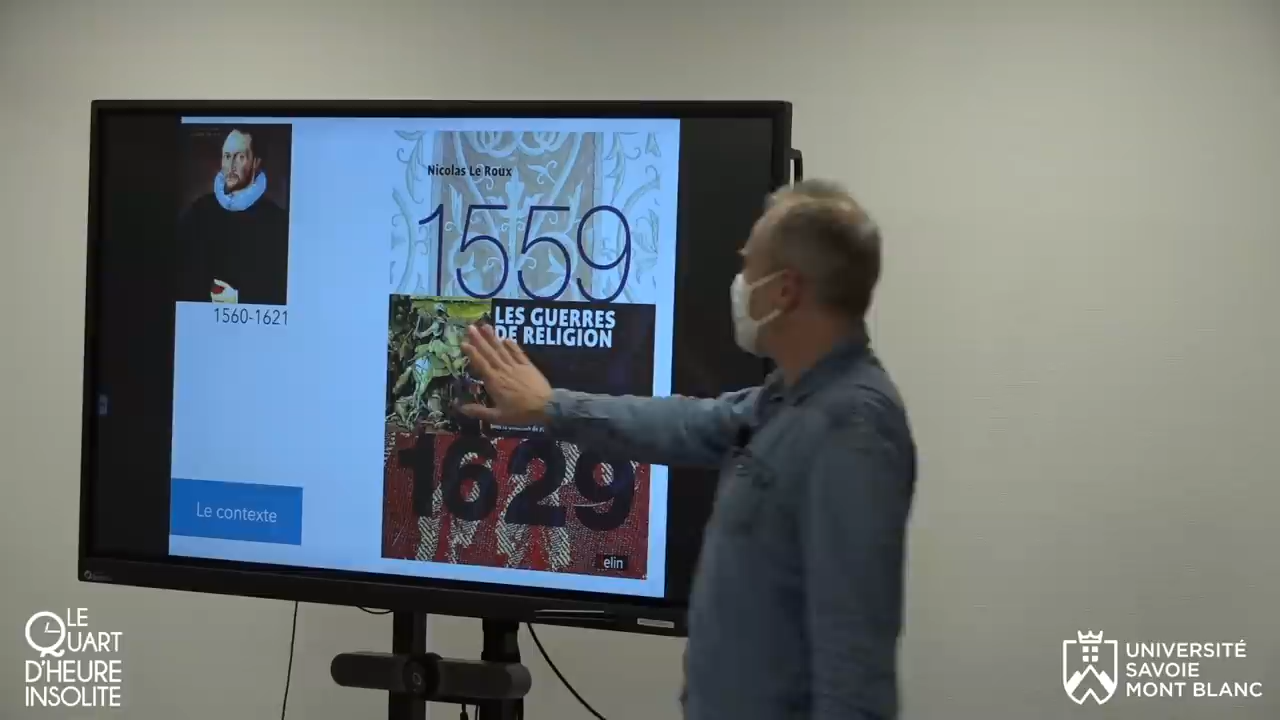 Nicolas Le Roux
1559
LES GUERRES
DE RELIGION
1629
elin
1560-1621
Le contexte
LE
QUART
D'HEURE
INSOLITE
UNIVERSITÉ
SAVOIE
MONT BLANC